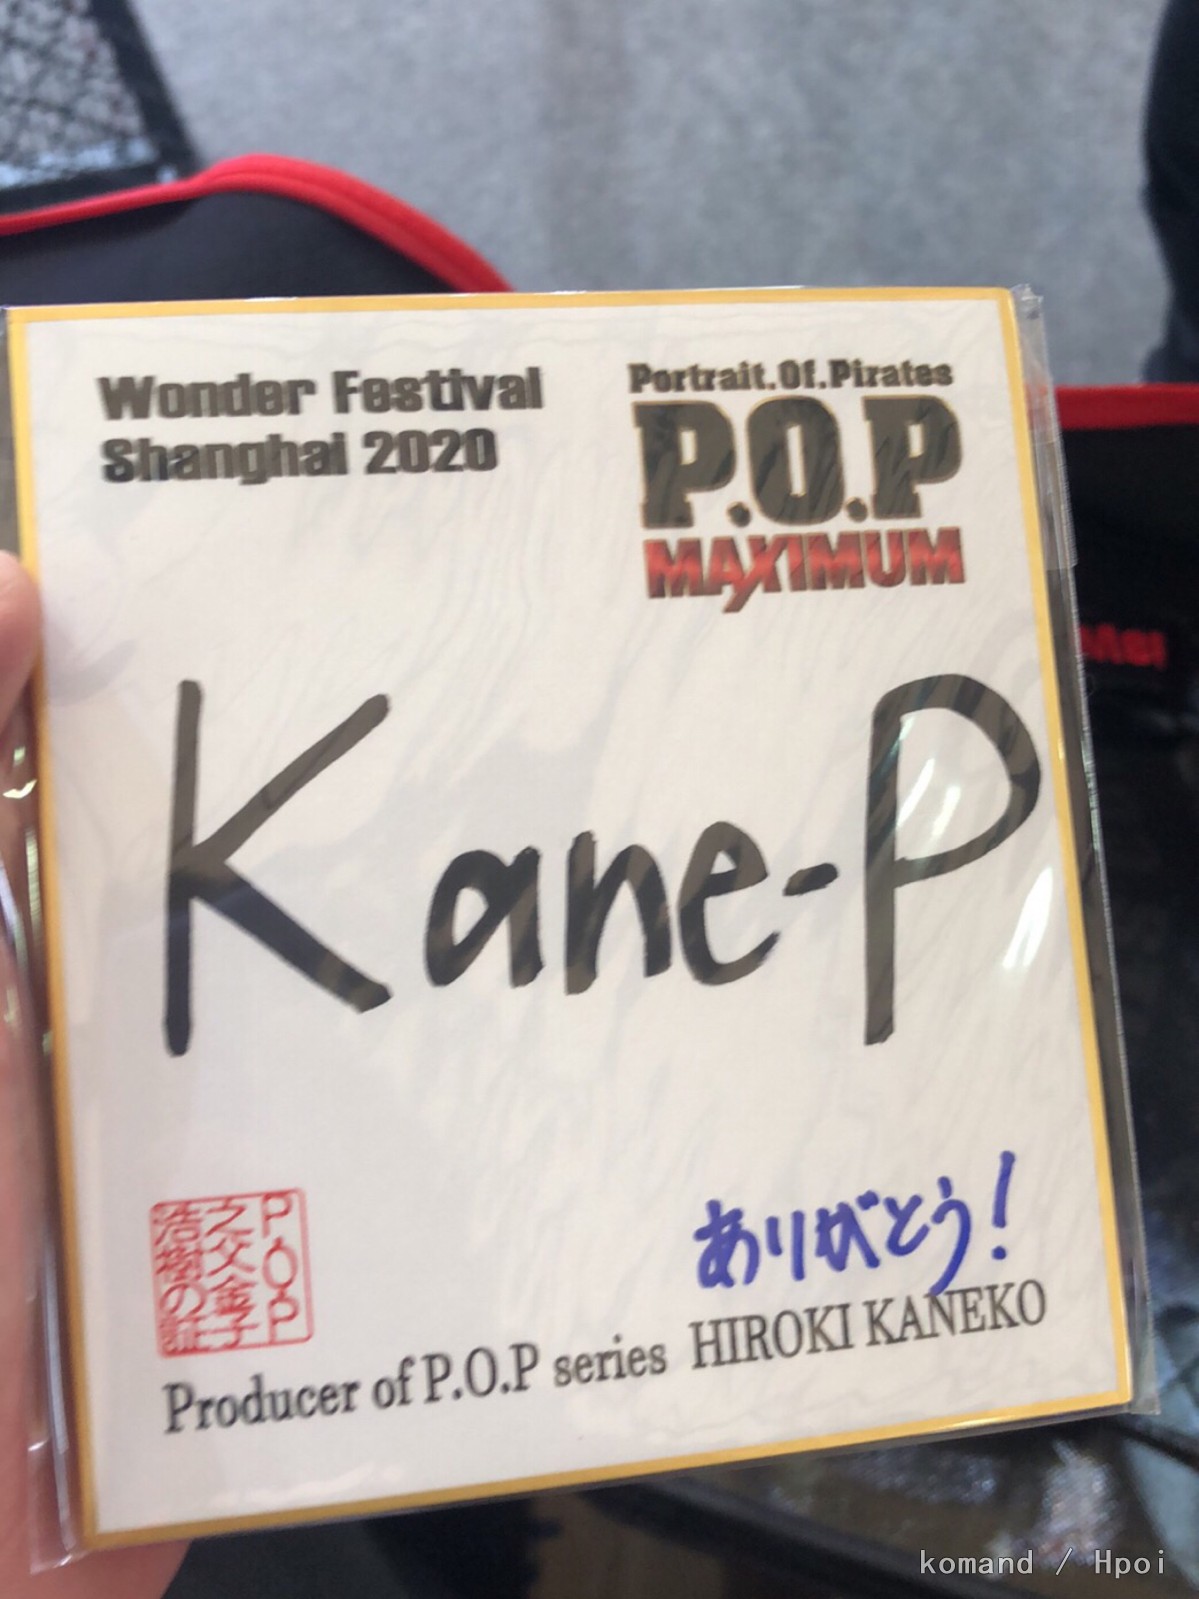 Wonder Festival
Shanghai 2020
Portrait.Of.Pirates
P.O.P
MAXIMUM
Kane-P
ありがとう!
P.O.P
之父金子
浩樹の証
Producer of P.O.P series HIROKI KANEKO
komand / Hpoi